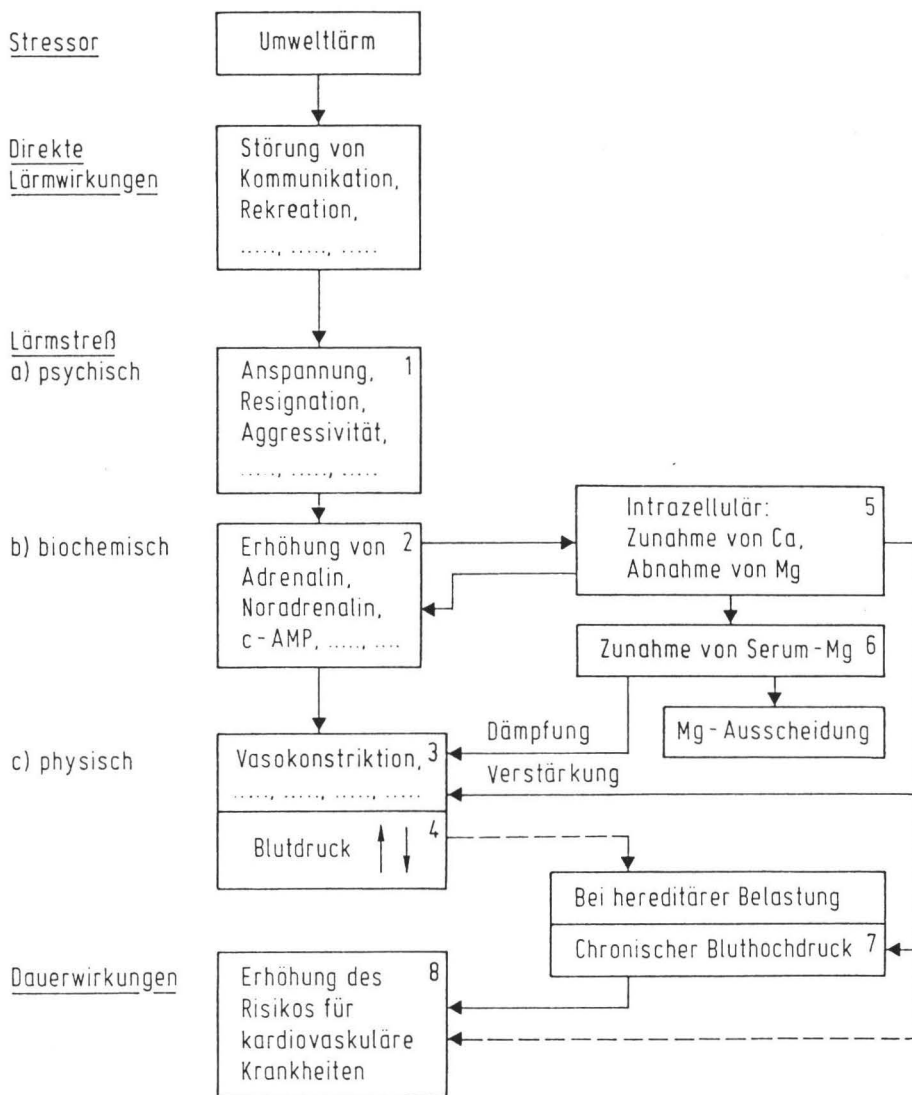 Stressor
Umweltlärm
Direkte
Lärmwirkungen
Störung von
Kommunikation,
Rekreation,
....., ....., .....
Lärmstreß
a) psychisch
Anspannung, 1
Resignation,
Aggressivität,
....., ....., .....
b) biochemisch
Erhöhung von 2
Adrenalin,
Noradrenalin,
c-AMP, ....., ....
Intrazellulär: 5
Zunahme von Ca,
Abnahme von Mg
Zunahme von Serum-Mg 6
Mg-Ausscheidung
c) physisch
Vasokonstriktion, 3
....., ....., ....., .....
Dämpfung
Verstärkung
Blutdruck ↑ ↓ 4
Bei hereditärer Belastung
Chronischer Bluthochdruck 7
Dauerwirkungen
Erhöhung des 8
Risikos für
kardiovaskuläre
Krankheiten